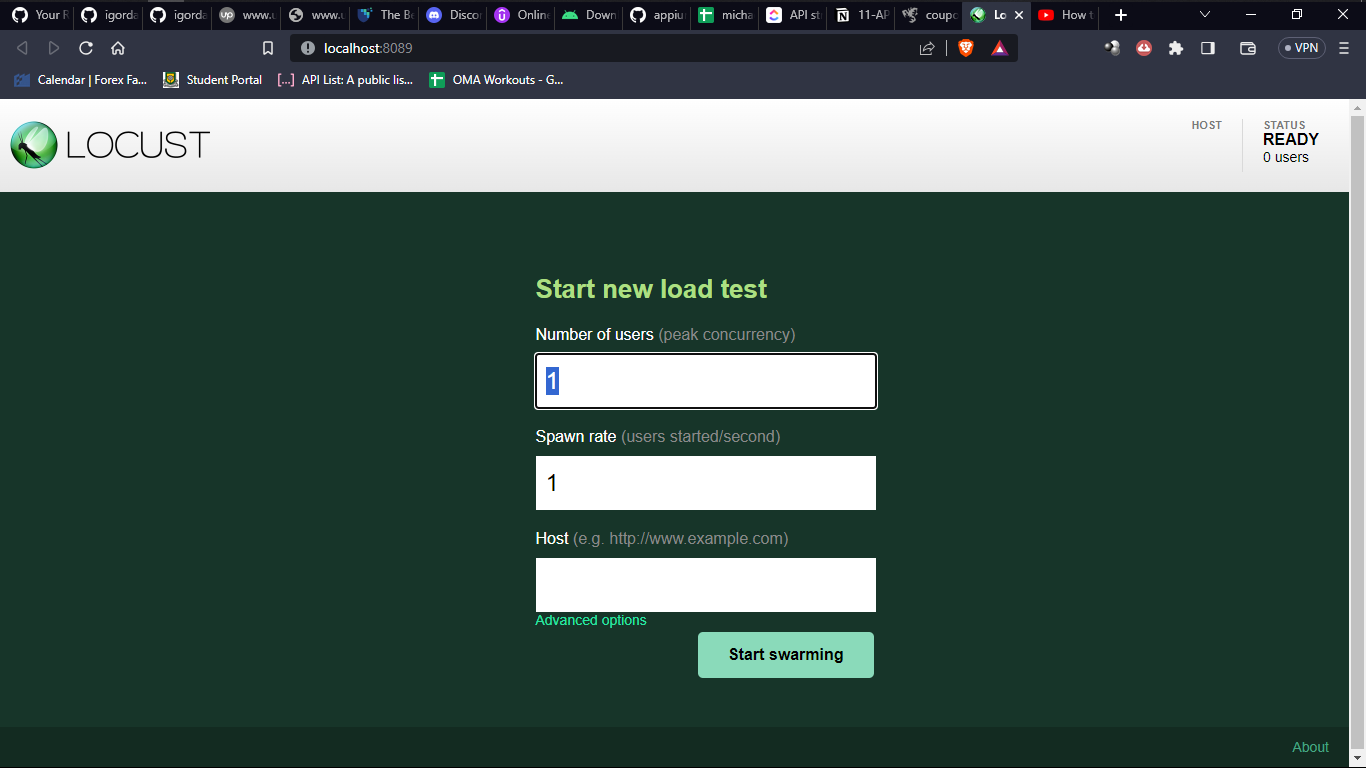 Your R igorda igorda www.u www.u The Be Disco Online Down appiu micha API st 11-AP coupo Lo How t
localhost:8089 VPN
Calendar | Forex Fa... Student Portal API List: A public lis... OMA Workouts - G...
LOCUST
HOST
STATUS
READY
0 users
Start new load test
Number of users (peak concurrency)
1
Spawn rate (users started/second)
1
Host (e.g. http://www.example.com)
Advanced options
Start swarming
About